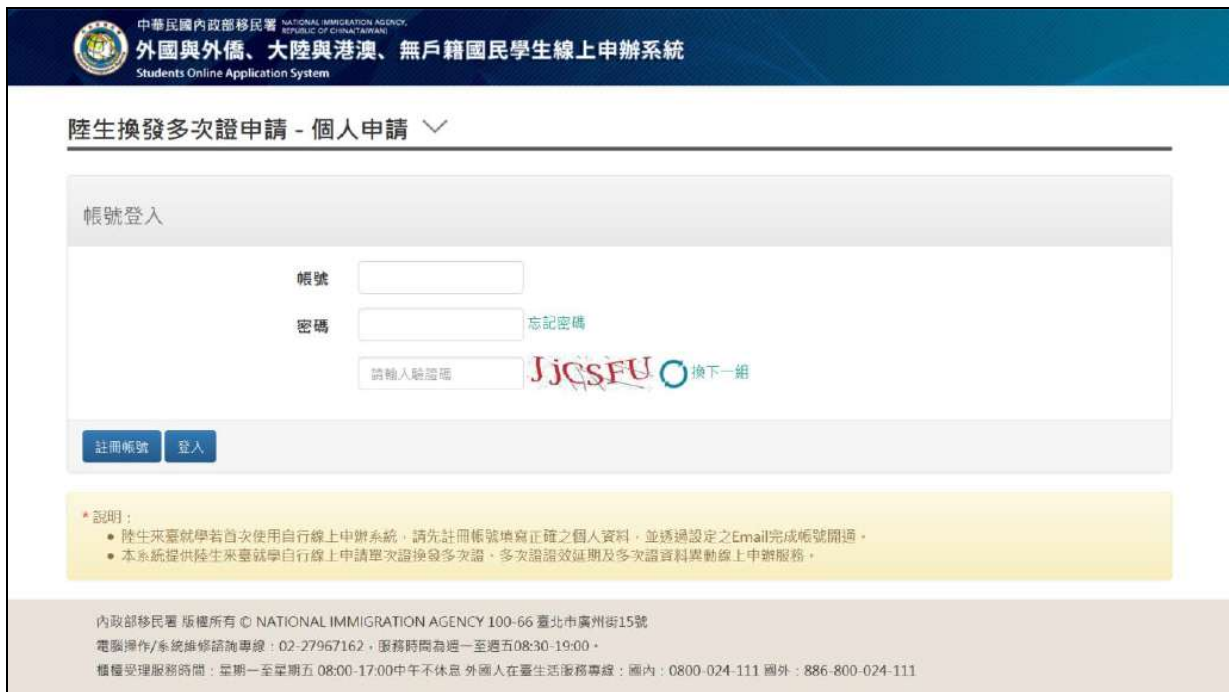 中華民國內政部移民署 NATIONAL IMMIGRATION AGENCY, REPUBLIC OF CHINA(TAIWAN)
外國與外僑、大陸與港澳、無戶籍國民學生線上申辦系統
Students Online Application System
陸生換發多次證申請 - 個人申請
帳號登入
帳號
密碼 忘記密碼
請輸入驗證碼 JjCSFU 換下一組
註冊帳號 登入
* 說明：
• 陸生來臺就學若首次使用自行線上申辦系統，請先註冊帳號填寫正確之個人資料，並透過設定之Email完成帳號開通。
• 本系統提供陸生來臺就學自行線上申請單次證換發多次證、多次證證效延期及多次證資料異動線上申辦服務。
內政部移民署 版權所有 © NATIONAL IMMIGRATION AGENCY 100-66 臺北市廣州街15號
電腦操作/系統維修諮詢專線：02-27967162，服務時間為週一至週五08:30-19:00。
櫃檯受理服務時間：星期一至星期五 08:00-17:00中午不休息 外國人在臺生活服務專線：國內：0800-024-111 國外：886-800-024-111